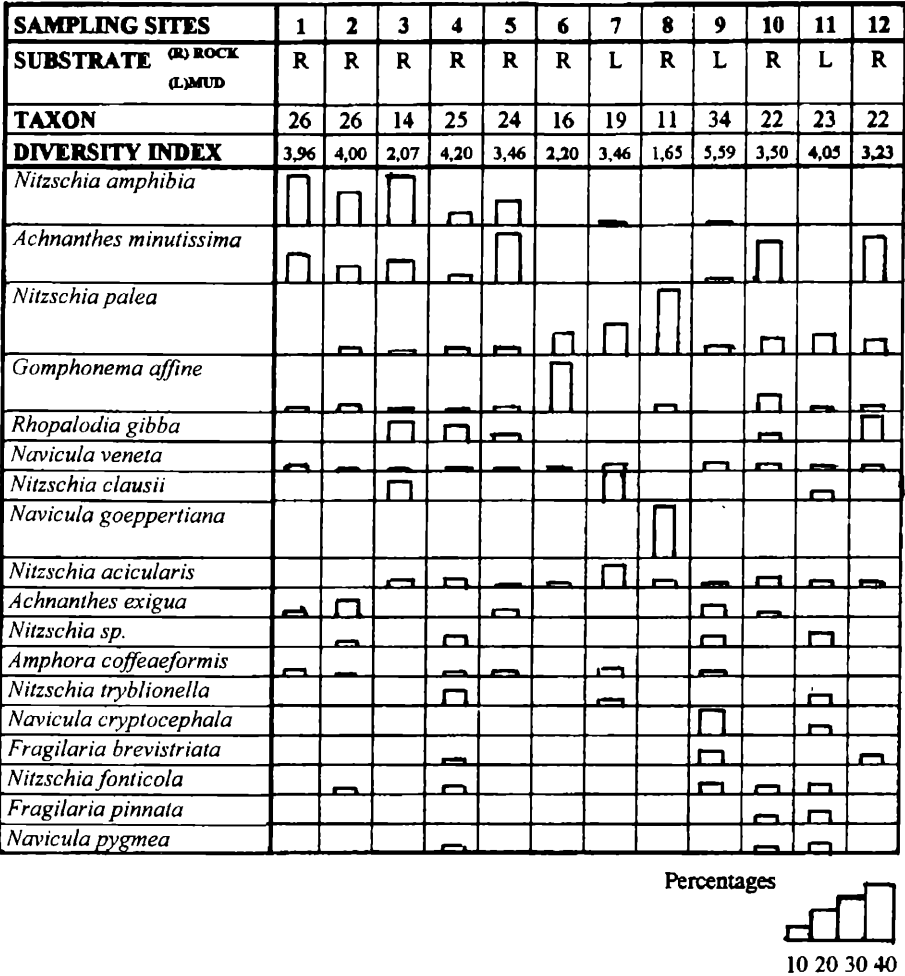 SAMPLING SITES 1 2 3 4 5 6 7 8 9 10 11 12
SUBSTRATE (R) ROCK R R R R R R L R L R L R
(L)MUD
TAXON 26 26 14 25 24 16 19 11 34 22 23 22
DIVERSITY INDEX 3,96 4,00 2,07 4,20 3,46 2,20 3,46 1,65 5,59 3,50 4,05 3,23
Nitzschia amphibia
Achnanthes minutissima
Nitzschia palea
Gomphonema affine
Rhopalodia gibba
Navicula veneta
Nitzschia clausii
Navicula goeppertiana
Nitzschia acicularis
Achnanthes exigua
Nitzschia sp.
Amphora coffeaeformis
Nitzschia tryblionella
Navicula cryptocephala
Fragilaria brevistriata
Nitzschia fonticola
Fragilaria pinnata
Navicula pygmea
Percentages
10 20 30 40